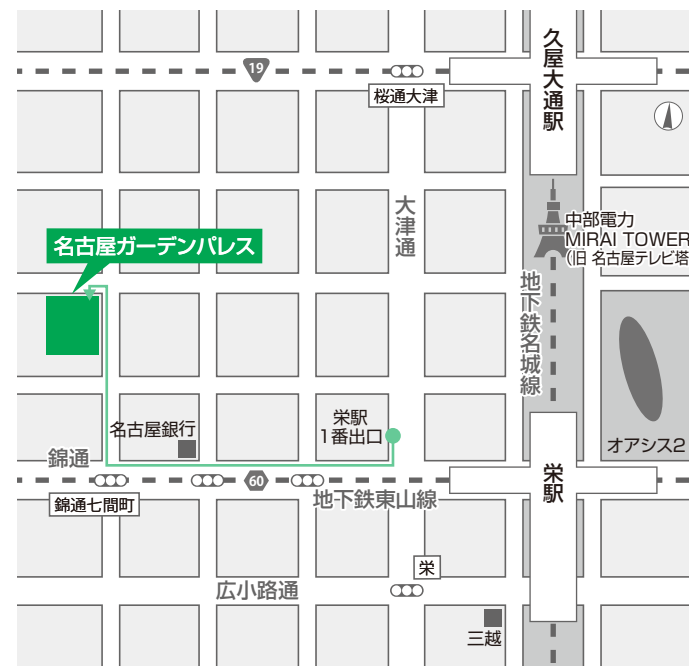 19
桜通大津
久屋大通駅
大津通
中部電力
MIRAI TOWER
(旧 名古屋テレビ塔
名古屋ガーデンパレス
地下鉄名城線
名古屋銀行
栄駅
1番出口
オアシス2
錦通
60
錦通七間町
地下鉄東山線
栄駅
栄
広小路通
三越